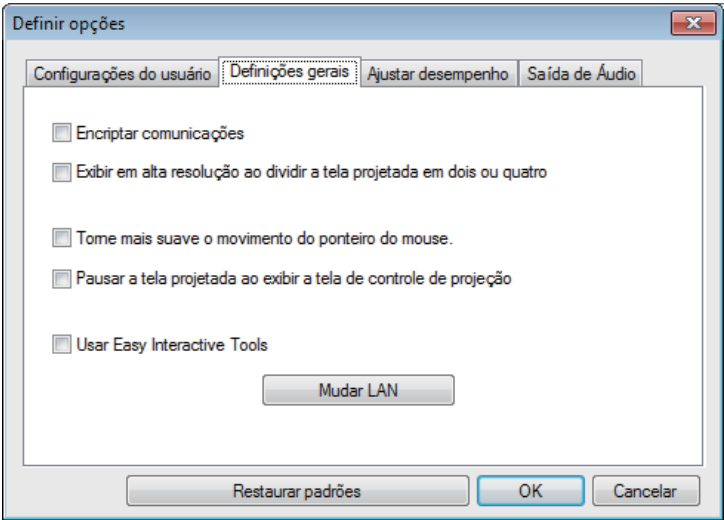 Definir opções
Configurações do usuário Definições gerais Ajustar desempenho Saída de Áudio
Encriptar comunicações
Exibir em alta resolução ao dividir a tela projetada em dois ou quatro
Torne mais suave o movimento do ponteiro do mouse.
Pausar a tela projetada ao exibir a tela de controle de projeção
Usar Easy Interactive Tools
Mudar LAN
Restaurar padrões OK Cancelar